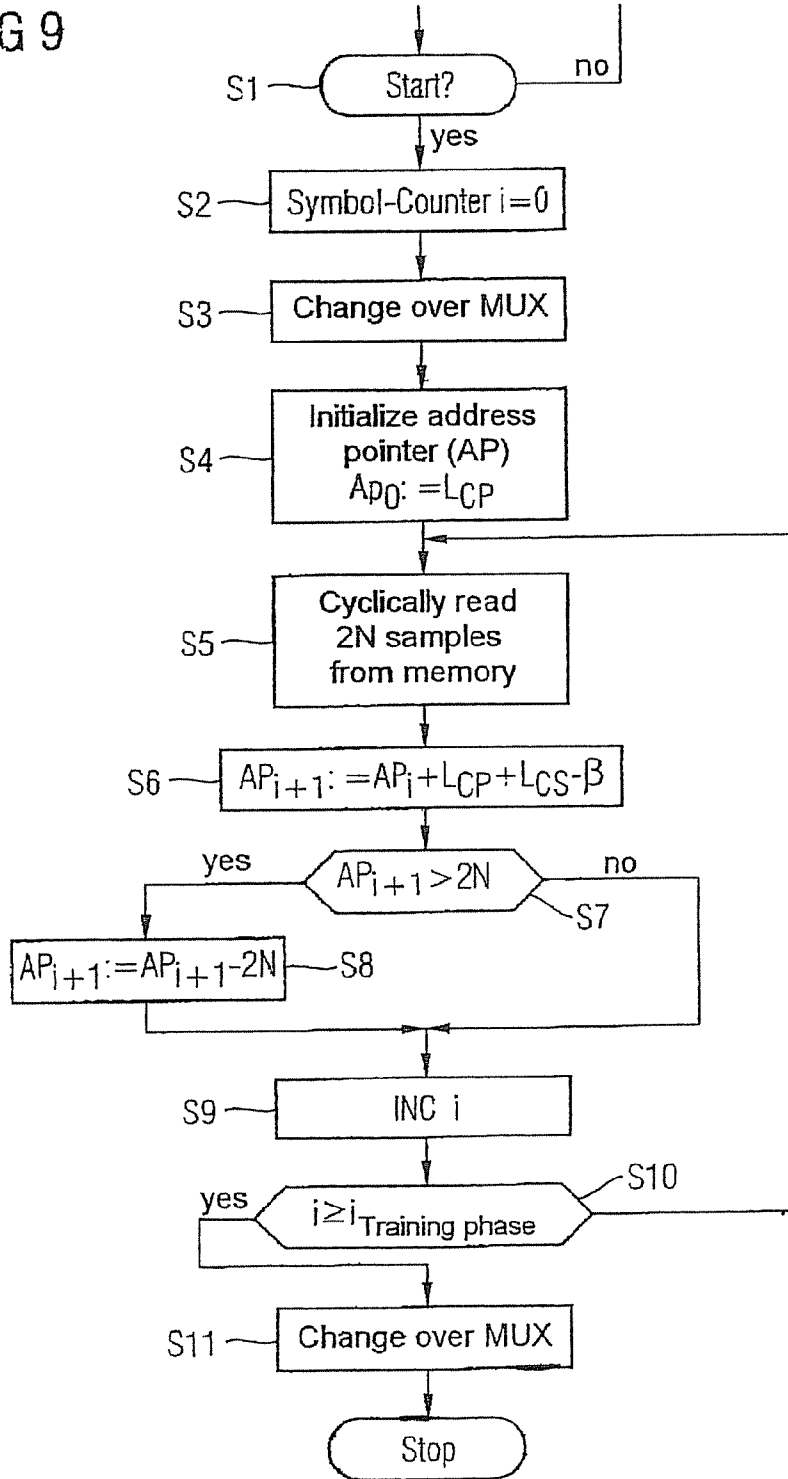 G 9
S1
Start?
no
yes
S2
Symbol-Counter i=0
S3
Change over MUX
S4
Initialize address
pointer (AP)
Ap0: =LCP
S5
Cyclically read
2N samples
from memory
S6
APi+1: =APi+LCP+LCS-β
yes
APi+1>2N
no
S7
APi+1:=APi+1-2N
S8
S9
INC i
S10
yes
i≥iTraining phase
S11
Change over MUX
Stop